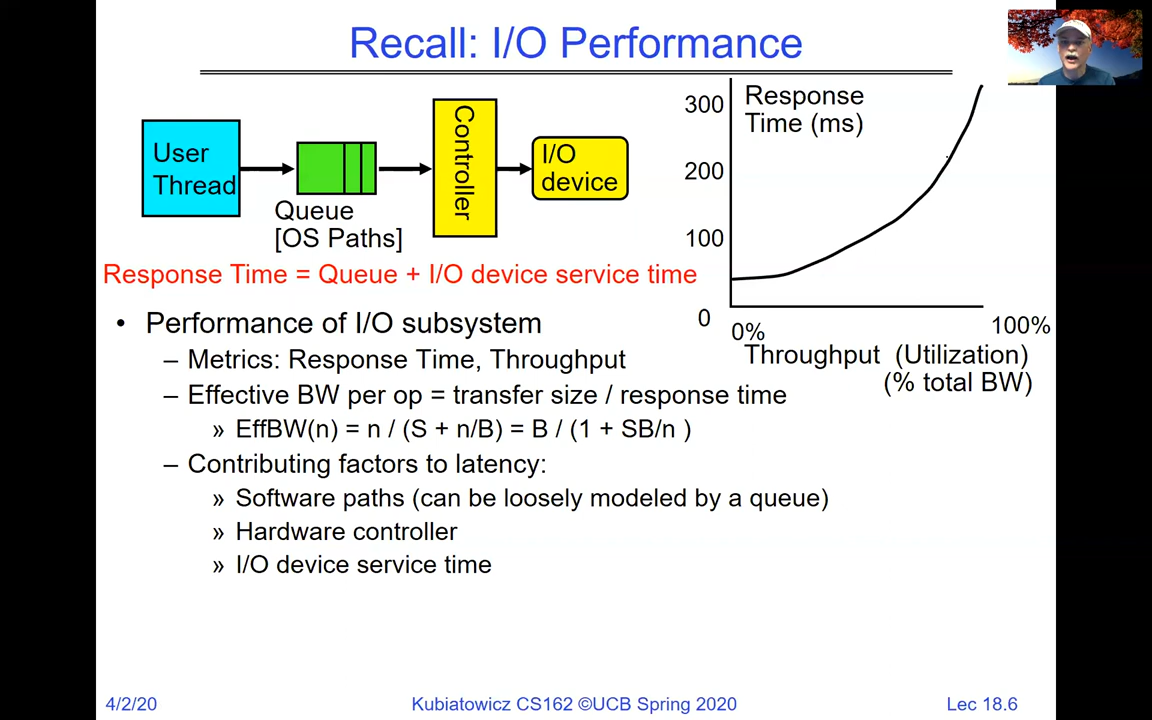 Recall: I/O Performance
User
Thread
Queue
[OS Paths]
Controller
I/O
device
Response Time = Queue + I/O device service time
Response
Time (ms)
300
200
100
0
0%
100%
Throughput (Utilization)
(% total BW)
• Performance of I/O subsystem
– Metrics: Response Time, Throughput
– Effective BW per op = transfer size / response time
» EffBW(n) = n / (S + n/B) = B / (1 + SB/n )
– Contributing factors to latency:
» Software paths (can be loosely modeled by a queue)
» Hardware controller
» I/O device service time
4/2/20
Kubiatowicz CS162 ©UCB Spring 2020
Lec 18.6